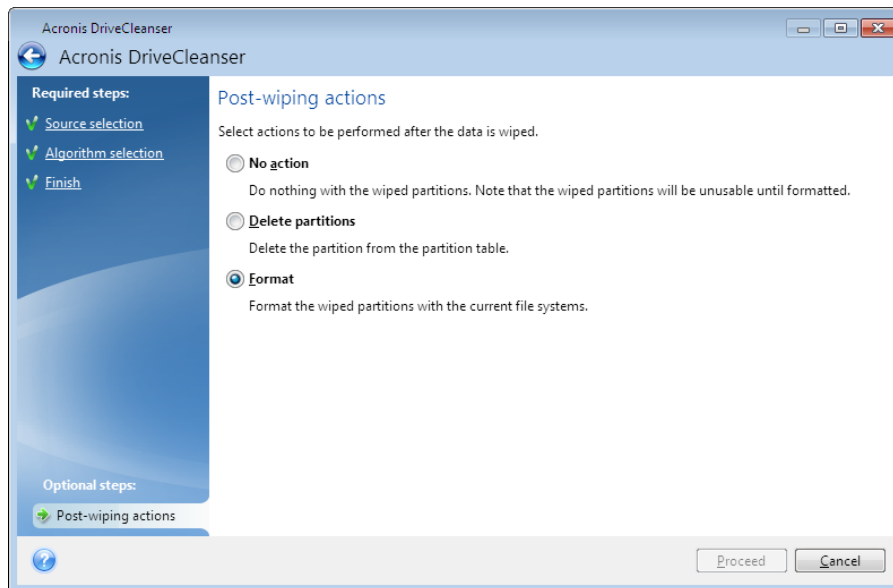 Acronis DriveCleanser
Acronis DriveCleanser
Required steps:
Source selection
Algorithm selection
Finish
Optional steps:
Post-wiping actions
Post-wiping actions
Select actions to be performed after the data is wiped.
No action
Do nothing with the wiped partitions. Note that the wiped partitions will be unusable until formatted.
Delete partitions
Delete the partition from the partition table.
Format
Format the wiped partitions with the current file systems.
Proceed
Cancel